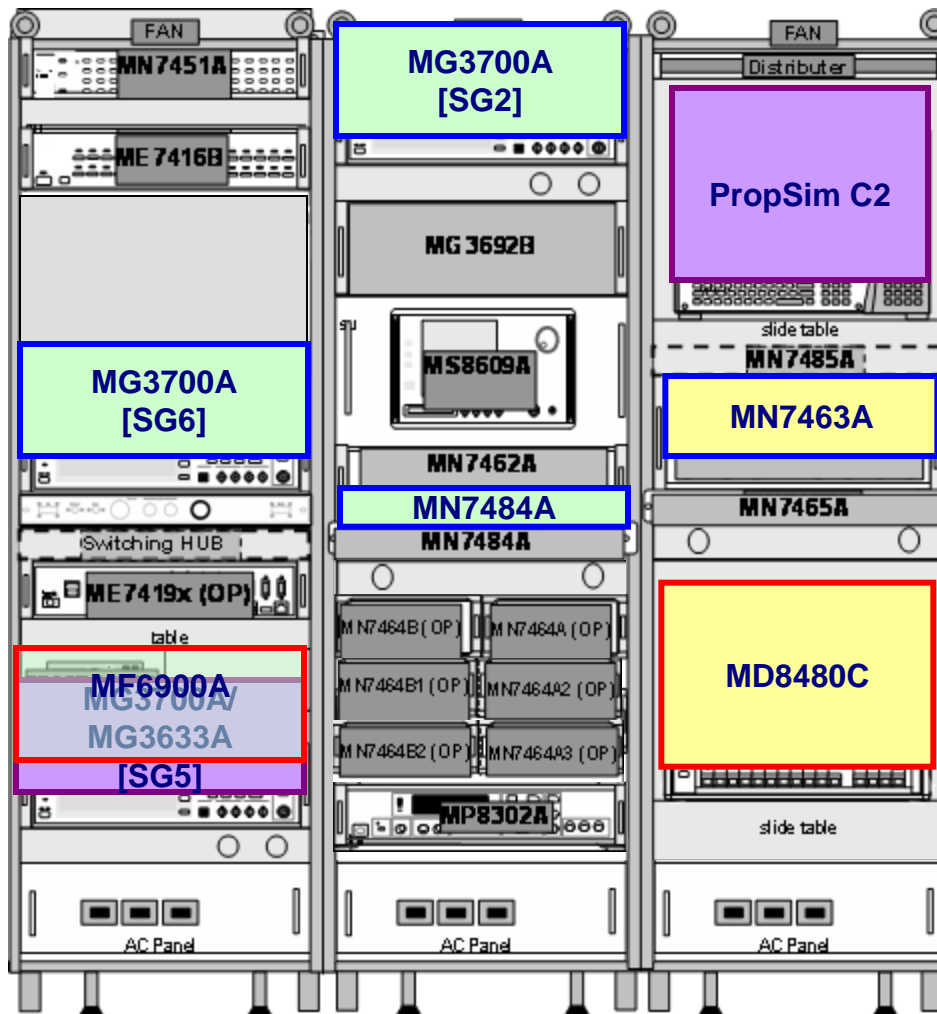 FAN
MN7451A
ME7416B
MG3700A
[SG6]
Switching HUB
ME7419x (OP)
table
MF6900A
MG3700A/
MG3633A
[SG5]
AC Panel
MG3700A
[SG2]
MG3692B
MS8609A
MN7462A
MN7484A
MN7484A
MN7464B (OP)
MN7464A (OP)
MN7464B1 (OP)
MN7464A2 (OP)
MN7464B2 (OP)
MN7464A3 (OP)
MP8302A
AC Panel
FAN
Distributer
PropSim C2
slide table
MN7485A
MN7463A
MN7465A
MD8480C
slide table
AC Panel